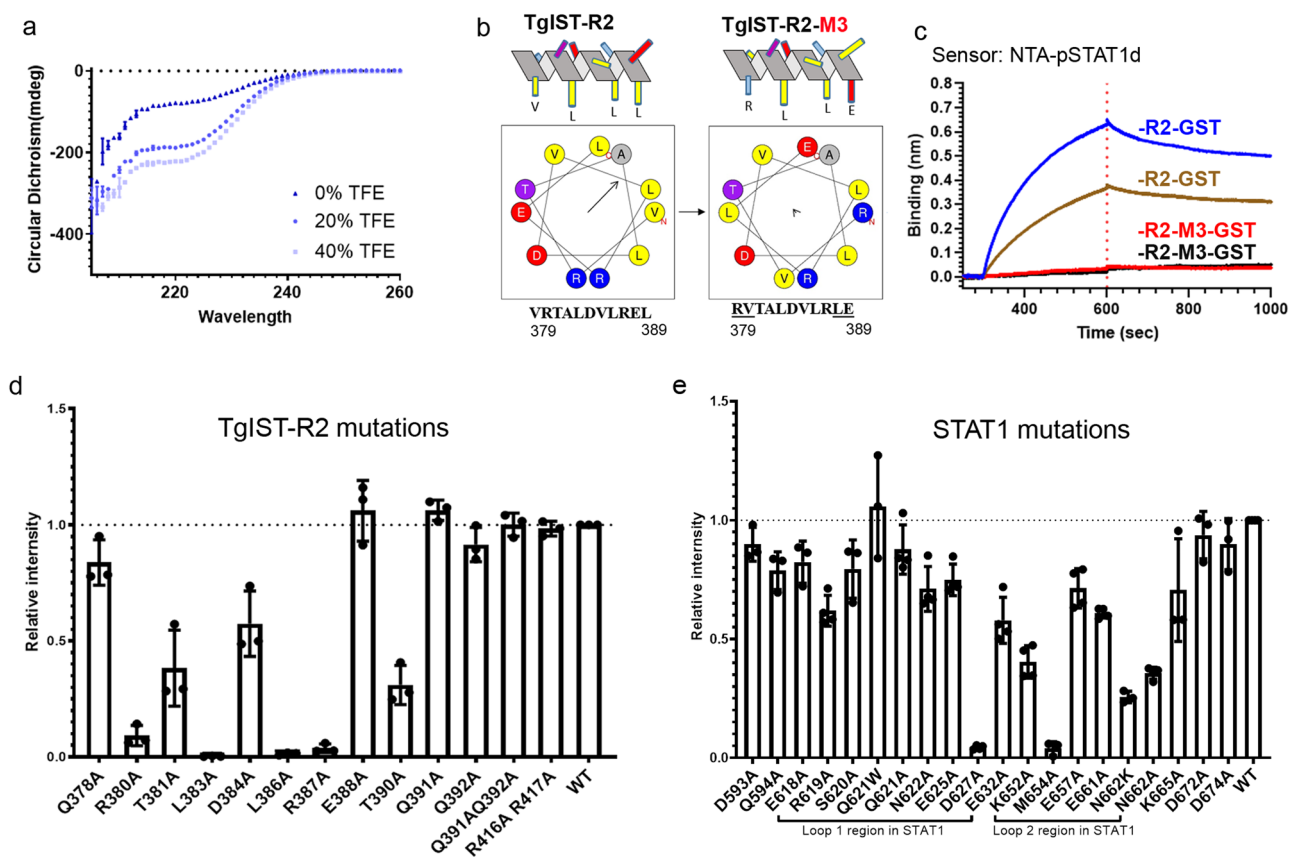 a
Circular Dichroism(mdeg)
0
-200
-400
0% TFE
20% TFE
40% TFE
220
240
260
Wavelength
b
TgIST-R2
TgIST-R2-M3
V
L
L
L
R
L
L
E
L
A
V
L
T
V
N
E
D
L
R
R
E
A
V
L
T
R
N
L
D
L
V
R
VRTALDVLREL
379
389
RVTALDVLRLE
379
389
c
Sensor: NTA-pSTAT1d
Binding (nm)
0.8
0.7
0.6
0.5
0.4
0.3
0.2
0.1
0.0
-R2-GST
-R2-GST
-R2-M3-GST
-R2-M3-GST
400
600
800
1000
Time (sec)
d
TgIST-R2 mutations
Relative internsity
1.5
1.0
0.5
0.0
Q378A
R380A
T381A
L383A
D384A
L386A
R387A
E388A
T390A
Q391A
Q392A
Q391AQ392A
R416A R417A
WT
e
STAT1 mutations
Relative intensity
1.5
1.0
0.5
0.0
D593A
Q594A
E618A
R619A
S620A
Q621W
Q621A
N622A
E625A
D627A
E632A
K652A
M654A
E657A
E661A
N662K
N662A
K665A
D672A
D674A
WT
Loop 1 region in STAT1
Loop 2 region in STAT1